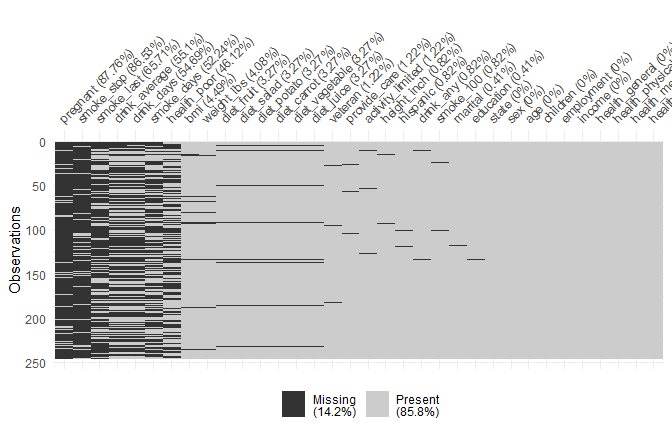 pregnant (87.76%)
smoke_stop (86.53%)
smoke_last (65.71%)
drink_average (55.1%)
drink_days (54.69%)
smoke_days (52.24%)
health_poor (46.12%)
bmi (4.49%)
weight_lbs (4.08%)
diet_fruit (3.27%)
diet_salad (3.27%)
diet_potato (3.27%)
diet_carrot (3.27%)
diet_vegetable (3.27%)
diet_juice (3.27%)
veteran (1.22%)
provide_care (1.22%)
activity_limited (1.22%)
height_inch (0.82%)
hispanic (0.82%)
drink_any (0.82%)
smoke_100 (0.82%)
marital (0.41%)
education (0.41%)
state (0%)
sex (0%)
age (0%)
children (0%)
employment (0%)
income (0%)
health_general (0%)
health_physical
0
50
100
150
200
250
Observations
Missing
(14.2%)
Present
(85.8%)